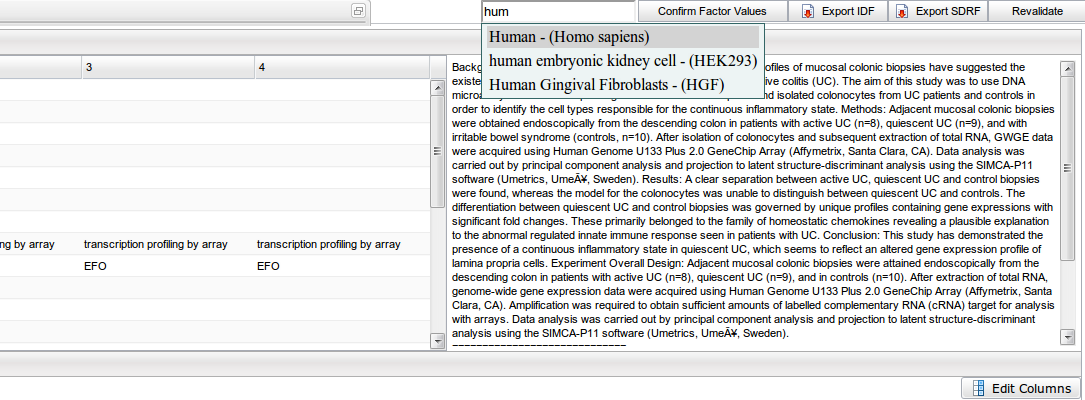 hum
Confirm Factor Values
Export IDF
Export SDRF
Revalidate
Human - (Homo sapiens)
human embryonic kidney cell - (HEK293)
Human Gingival Fibroblasts - (HGF)
3 4
ng by array transcription profiling by array transcription profiling by array
EFO EFO
Backg ofiles of mucosal colonic biopsies have suggested the
existe ive colitis (UC). The aim of this study was to use DNA
microa nd isolated colonocytes from UC patients and controls in
order to identify the cell types responsible for the continuous inflammatory state. Methods: Adjacent mucosal colonic biopsies
were obtained endoscopically from the descending colon in patients with active UC (n=8), quiescent UC (n=9), and with
irritable bowel syndrome (controls, n=10). After isolation of colonocytes and subsequent extraction of total RNA, GWGE data
were acquired using Human Genome U133 Plus 2.0 GeneChip Array (Affymetrix, Santa Clara, CA). Data analysis was
carried out by principal component analysis and projection to latent structure-discriminant analysis using the SIMCA-P11
software (Umetrics, UmeÃ¥, Sweden). Results: A clear separation between active UC, quiescent UC and control biopsies
were found, whereas the model for the colonocytes was unable to distinguish between quiescent UC and controls. The
differentiation between quiescent UC and control biopsies was governed by unique profiles containing gene expressions with
significant fold changes. These primarily belonged to the family of homeostatic chemokines revealing a plausible explanation
to the abnormal regulated innate immune response seen in patients with UC. Conclusion: This study has demonstrated the
presence of a continuous inflammatory state in quiescent UC, which seems to reflect an altered gene expression profile of
lamina propria cells. Experiment Overall Design: Adjacent mucosal colonic biopsies were attained endoscopically from the
descending colon in patients with active UC (n=8), quiescent UC (n=9), and in controls (n=10). After extraction of total RNA,
genome-wide gene expression data were acquired using Human Genome U133 Plus 2.0 GeneChip Array (Affymetrix, Santa
Clara, CA). Amplification was required to obtain sufficient amounts of labelled complementary RNA (cRNA) target for analysis
with arrays. Data analysis was carried out by principal component analysis and projection to latent structure-discriminant
analysis using the SIMCA-P11 software (Umetrics, UmeÃ¥, Sweden).
==============================
Edit Columns